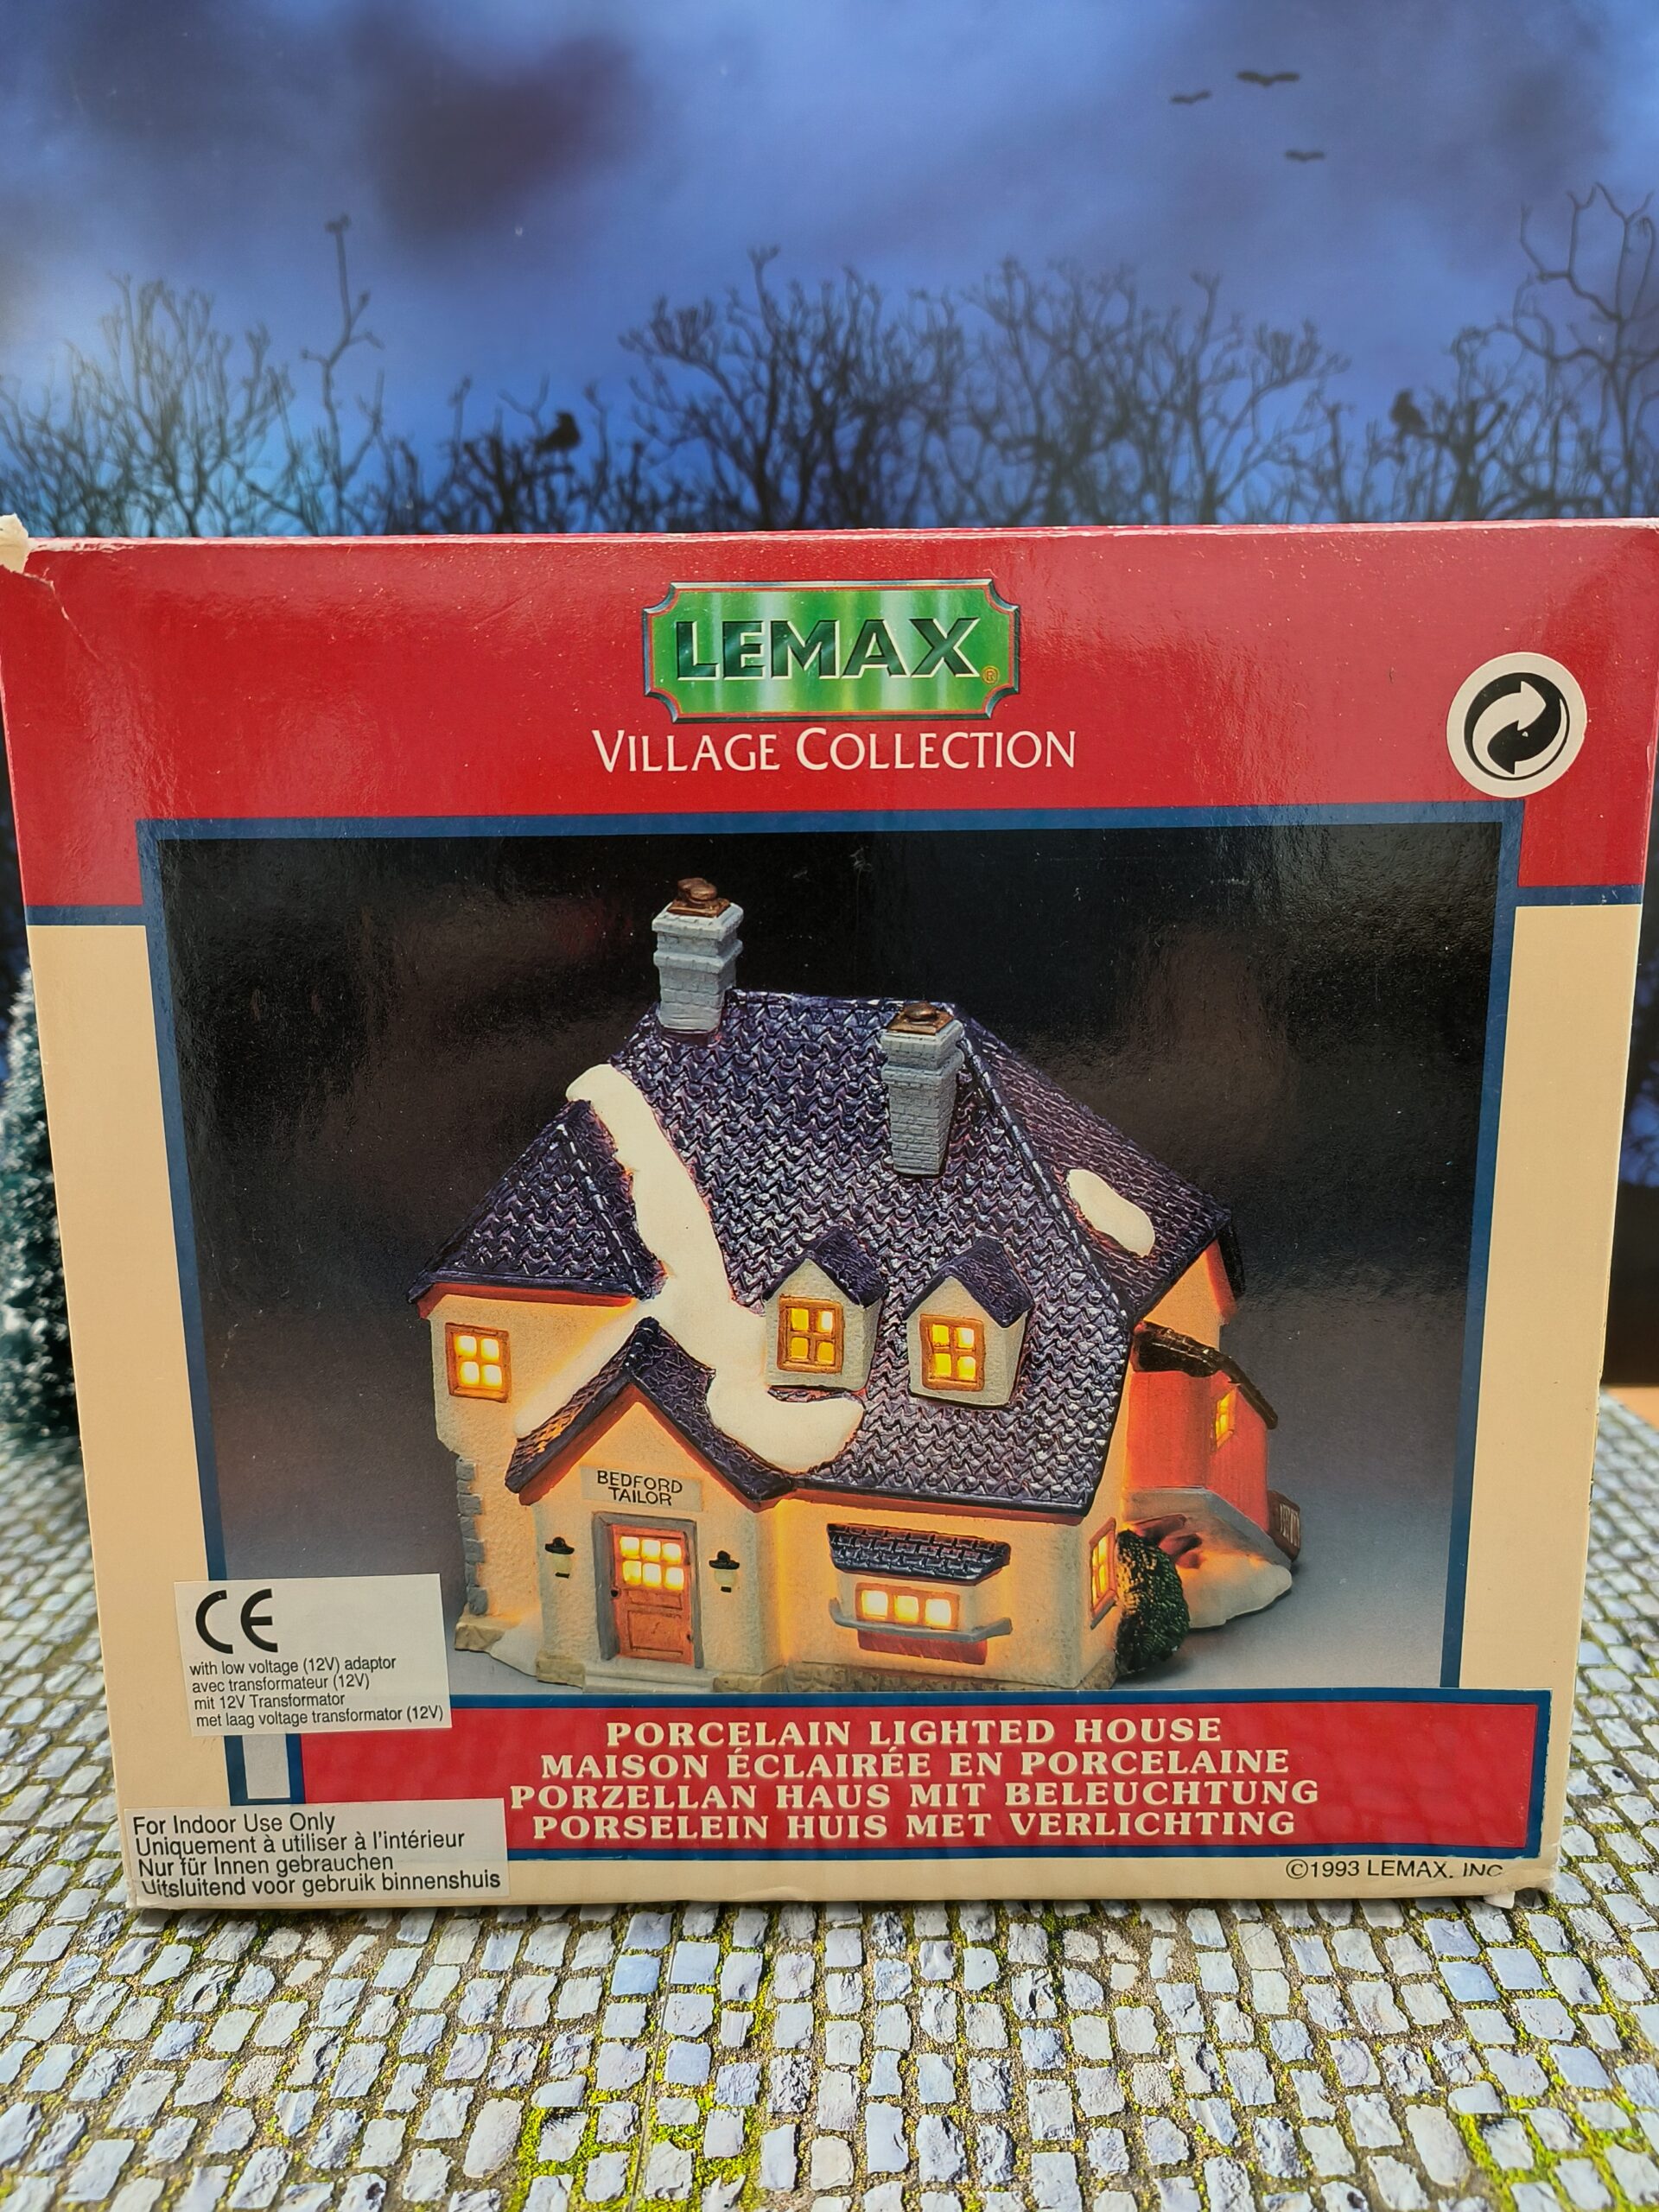 LEMAX®
VILLAGE COLLECTION
BEDFORD
TAILOR
CE
with low voltage (12V) adaptor
avec transformateur (12V)
mit 12V Transformator
met laag voltage transformator (12V)
PORCELAIN LIGHTED HOUSE
MAISON ÉCLAIRÉE EN PORCELAINE
PORZELLAN HAUS MIT BELEUCHTUNG
PORSELEIN HUIS MET VERLICHTING
For Indoor Use Only
Uniquement à utiliser à l'intérieur
Nur für Innen gebrauchen
Uitsluitend voor gebruik binnenshuis
©1993 LEMAX, INC